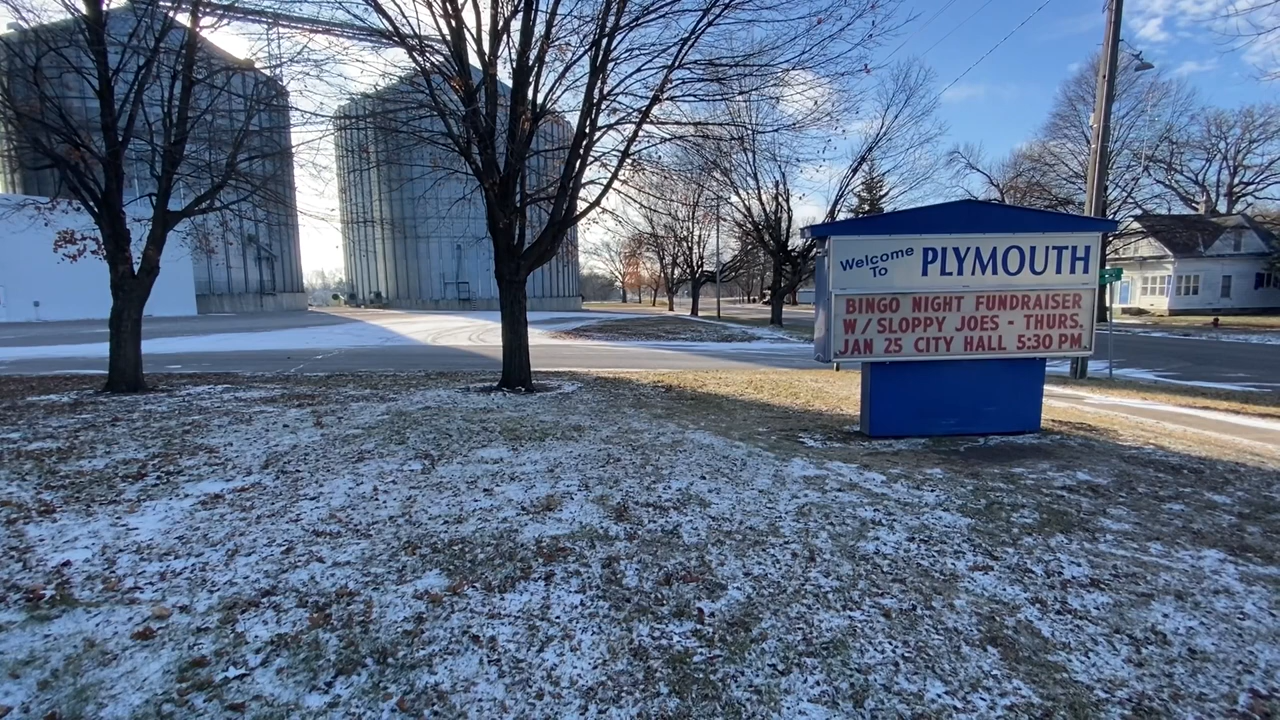 Welcome
To PLYMOUTH
BINGO NIGHT FUNDRAISER
W/SLOPPY JOES - THURS.
JAN 25 CITY HALL 5:30 PM